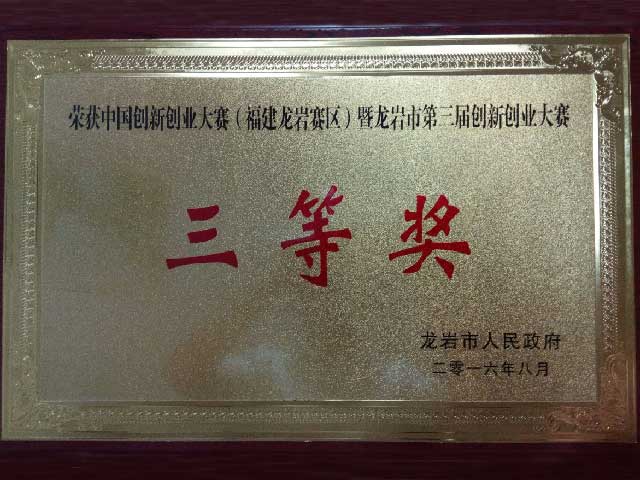 荣获中国创新创业大赛（福建龙岩赛区）暨龙岩市第三届创新创业大赛
三等奖
龙岩市人民政府
二零一六年八月